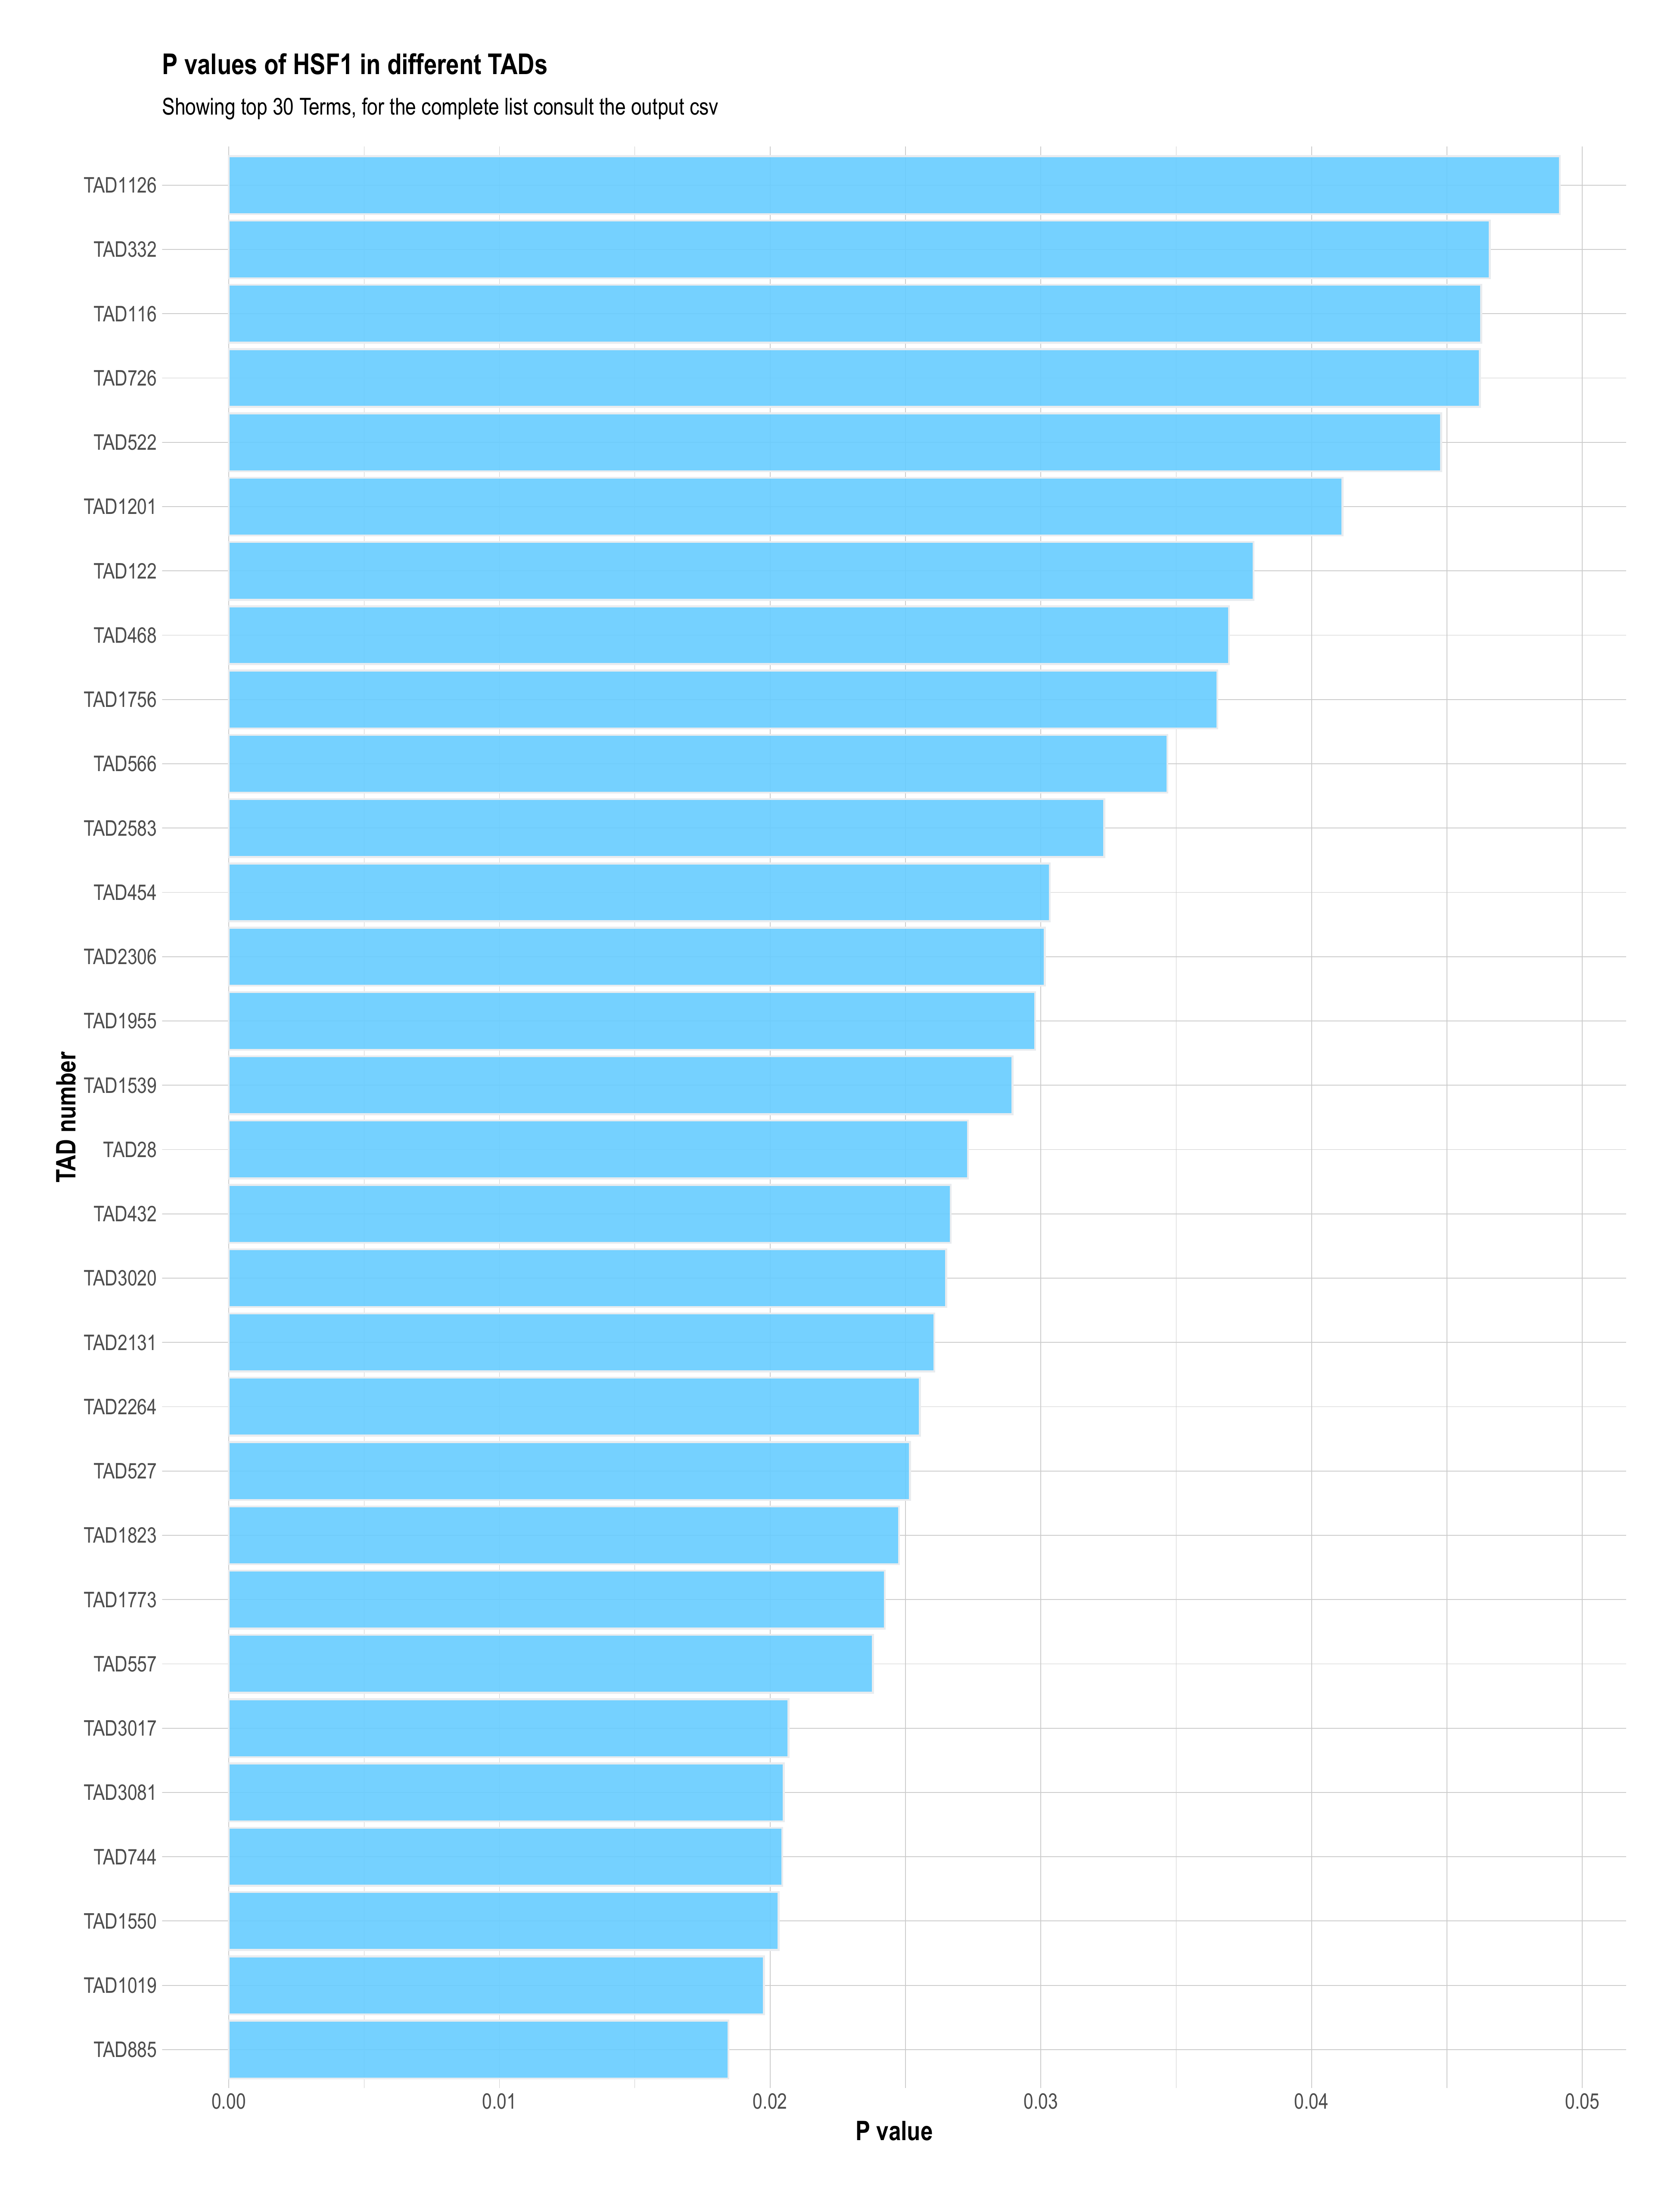 P values of HSF1 in different TADs
Showing top 30 Terms, for the complete list consult the output csv
TAD1126
TAD332
TAD116
TAD726
TAD522
TAD1201
TAD122
TAD468
TAD1756
TAD566
TAD2583
TAD454
TAD2306
TAD1955
TAD1539
TAD28
TAD432
TAD3020
TAD2131
TAD2264
TAD527
TAD1823
TAD1773
TAD557
TAD3017
TAD3081
TAD744
TAD1550
TAD1019
TAD885
TAD number
0.00 0.01 0.02 0.03 0.04 0.05
P value